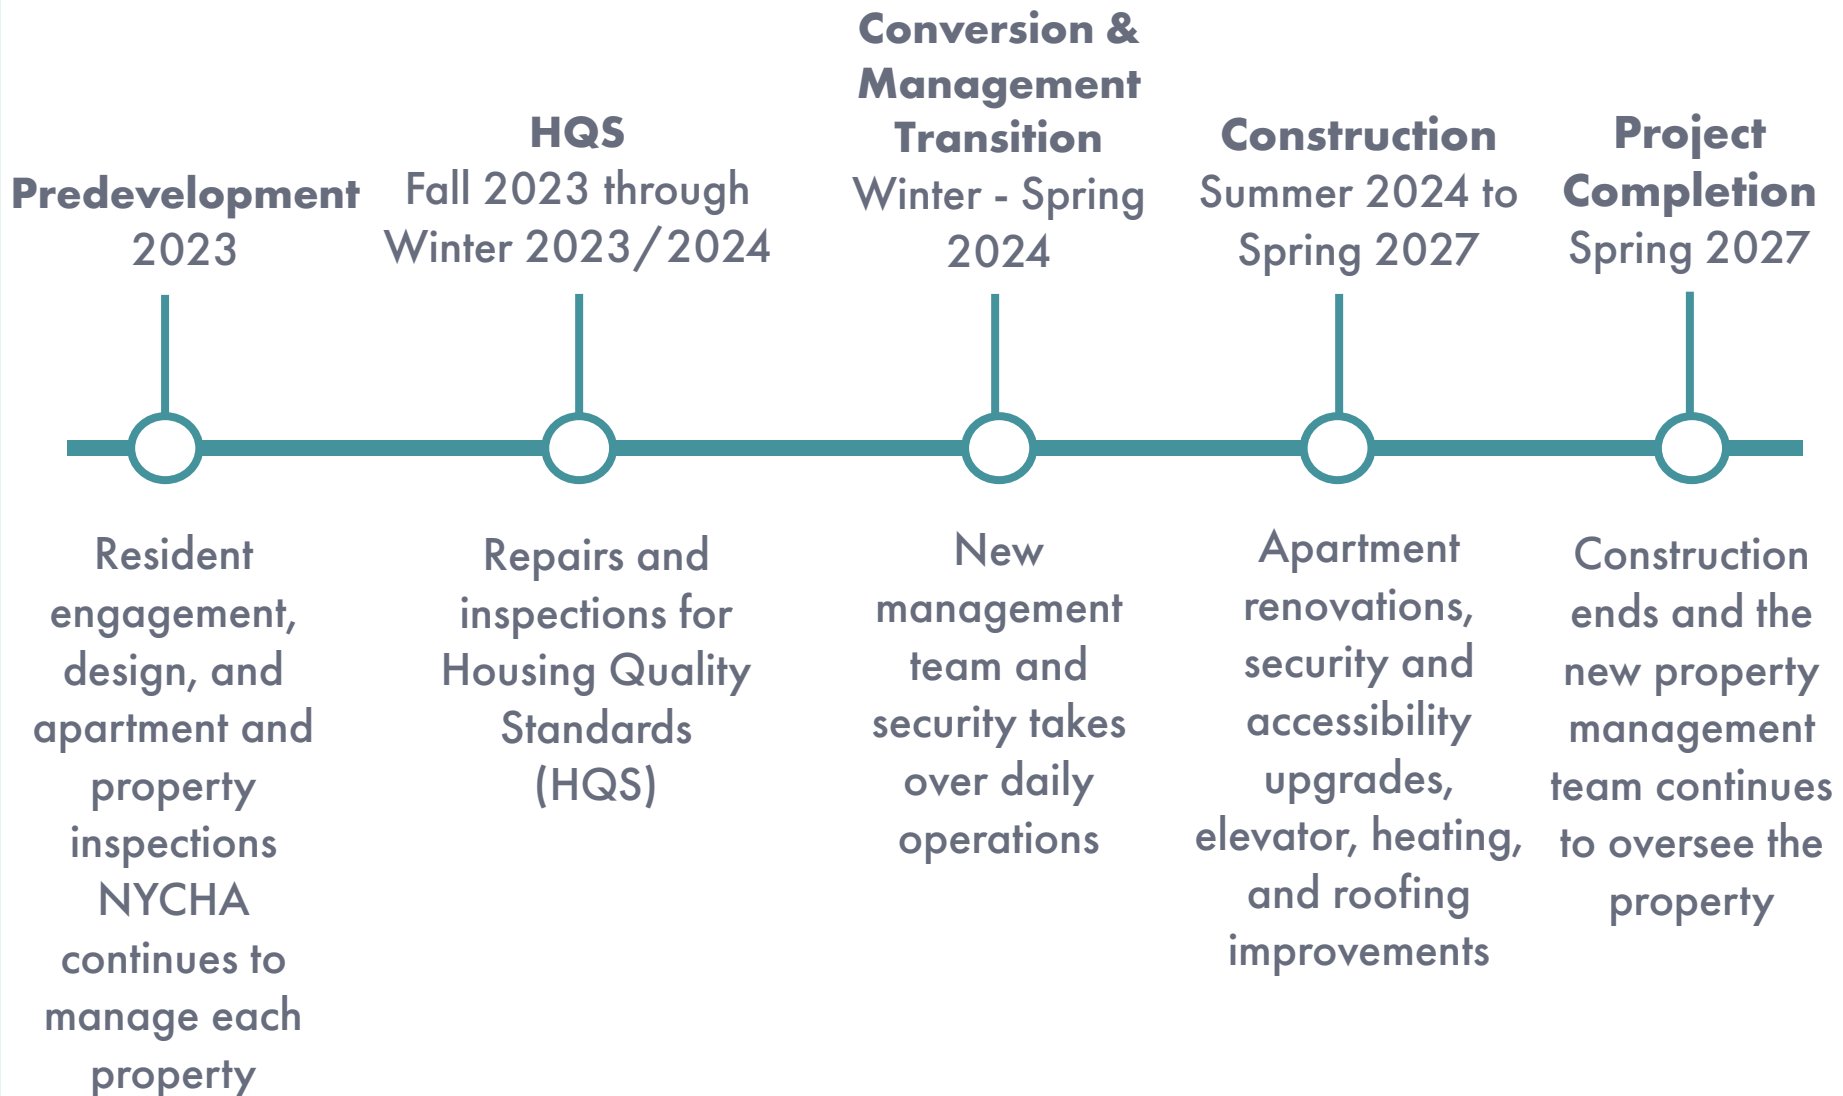 Predevelopment
2023
Resident
engagement,
design, and
apartment and
property
inspections
NYCHA
continues to
manage each
property
HQS
Fall 2023 through
Winter 2023/2024
Repairs and
inspections for
Housing Quality
Standards
(HQS)
Conversion &
Management
Transition
Winter - Spring
2024
New
management
team and
security takes
over daily
operations
Construction
Summer 2024 to
Spring 2027
Apartment
renovations,
security and
accessibility
upgrades,
elevator, heating,
and roofing
improvements
Project
Completion
Spring 2027
Construction
ends and the
new property
management
team continues
to oversee the
property